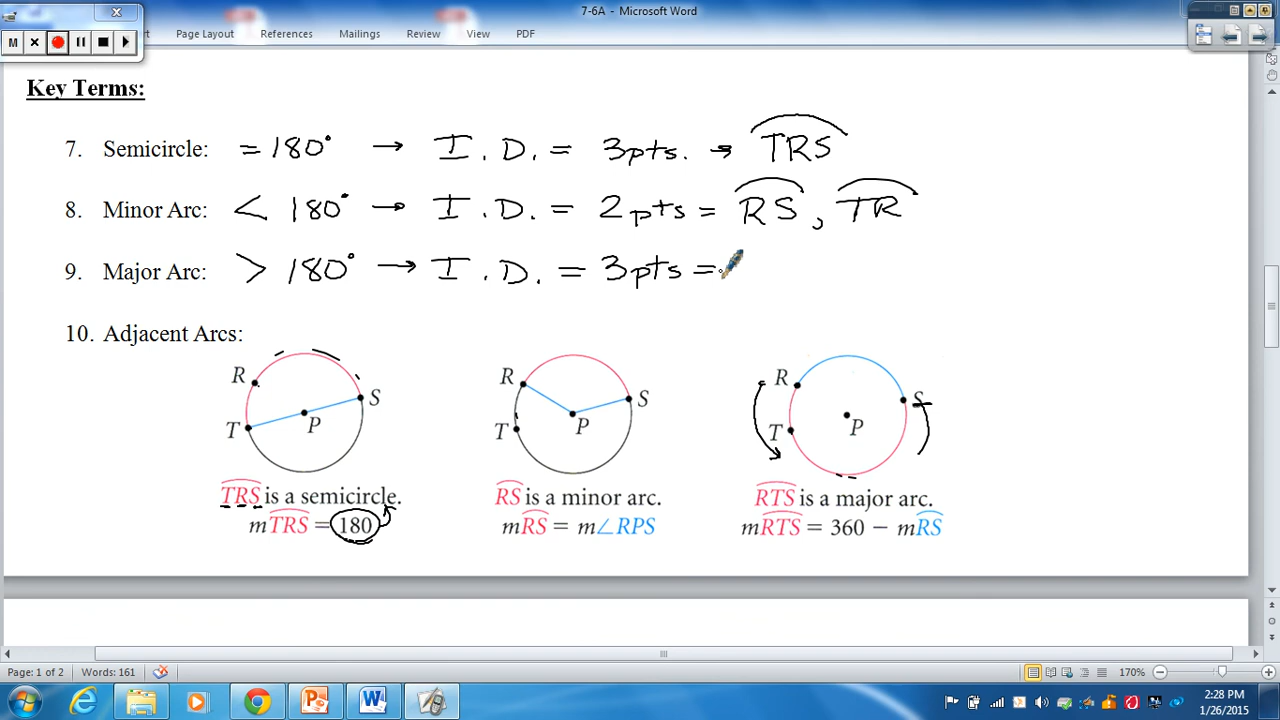 7-6A - Microsoft Word
Page Layout References Mailings Review View PDF
Key Terms:
7. Semicircle: = 180° → I.D. = 3pts. → TRS
8. Minor Arc: < 180° → I.D. = 2pts = RS, TR
9. Major Arc: > 180° → I.D. = 3pts =
10. Adjacent Arcs:
R S T P
R S T P
R S T P
TRS is a semicircle.
mTRS = 180
RS is a minor arc.
mRS = m∠RPS
RTS is a major arc.
mRTS = 360 − mRS
Page: 1 of 2 Words: 161 170%
2:28 PM
1/26/2015